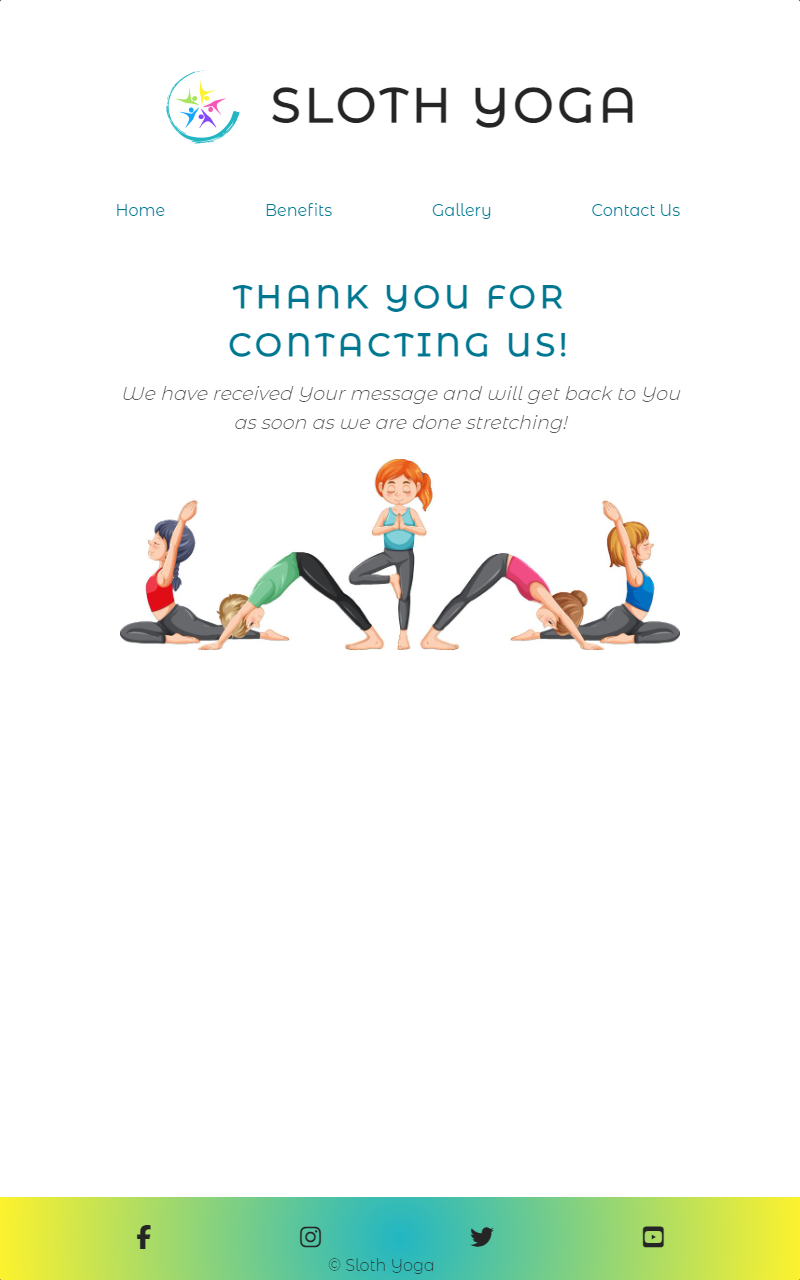 SLOTH YOGA
Home Benefits Gallery Contact Us
THANK YOU FOR
CONTACTING US!
We have received Your message and will get back to You
as soon as we are done stretching!
© Sloth Yoga